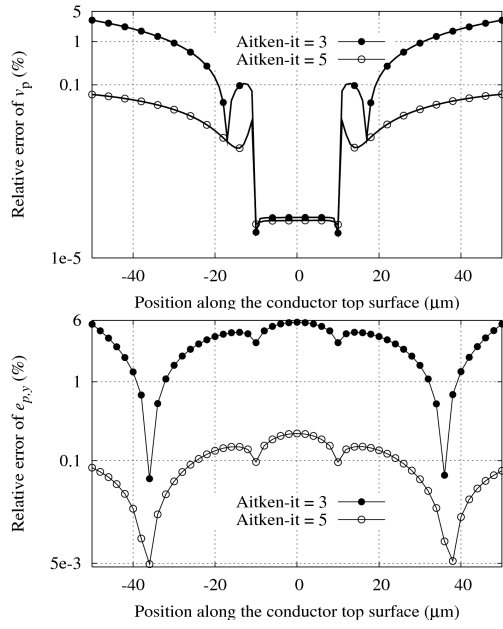 Relative error of vp (%)
5
1
0.1
1e-5
Aitken-it = 3
Aitken-it = 5
-40 -20 0 20 40
Position along the conductor top surface (μm)
Relative error of ep,y (%)
6
1
0.1
5e-3
Aitken-it = 3
Aitken-it = 5
-40 -20 0 20 40
Position along the conductor top surface (μm)